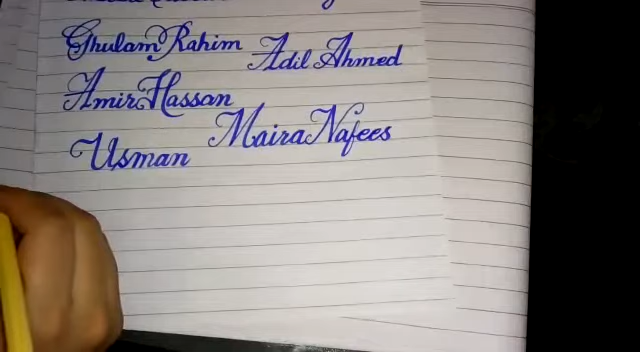 Ghulam Rahim
Adil Ahmed
Amir Hassan
Maira Nafees
Usman